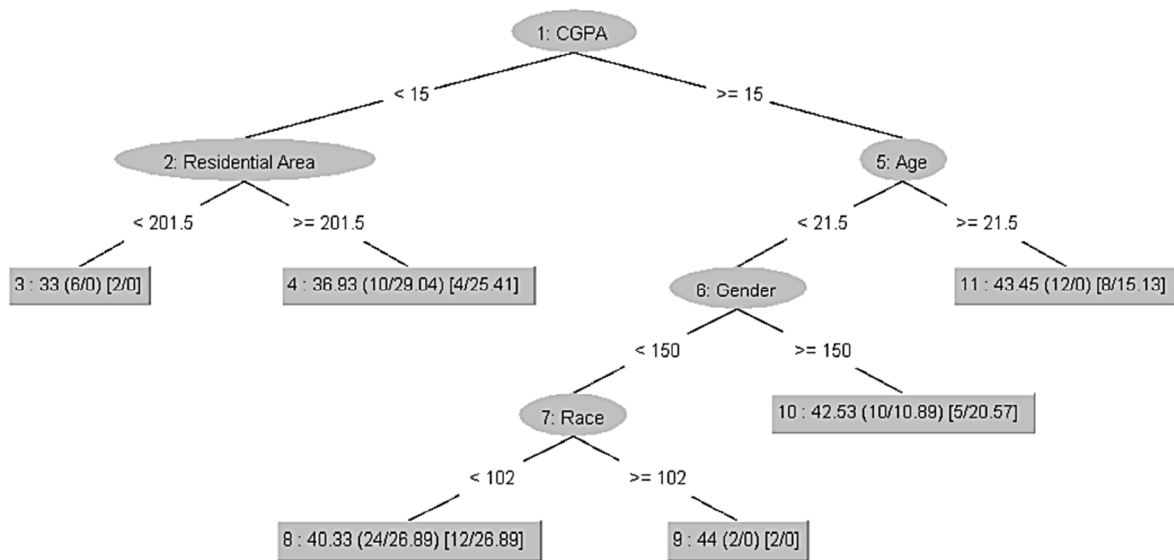 1: CGPA
< 15
>= 15
2: Residential Area
5: Age
< 201.5
>= 201.5
< 21.5
>= 21.5
3 : 33 (6/0) [2/0]
4 : 36.93 (10/29.04) [4/25.41]
6: Gender
11 : 43.45 (12/0) [8/15.13]
< 150
>= 150
7: Race
10 : 42.53 (10/10.89) [5/20.57]
< 102
>= 102
8 : 40.33 (24/26.89) [12/26.89]
9 : 44 (2/0) [2/0]